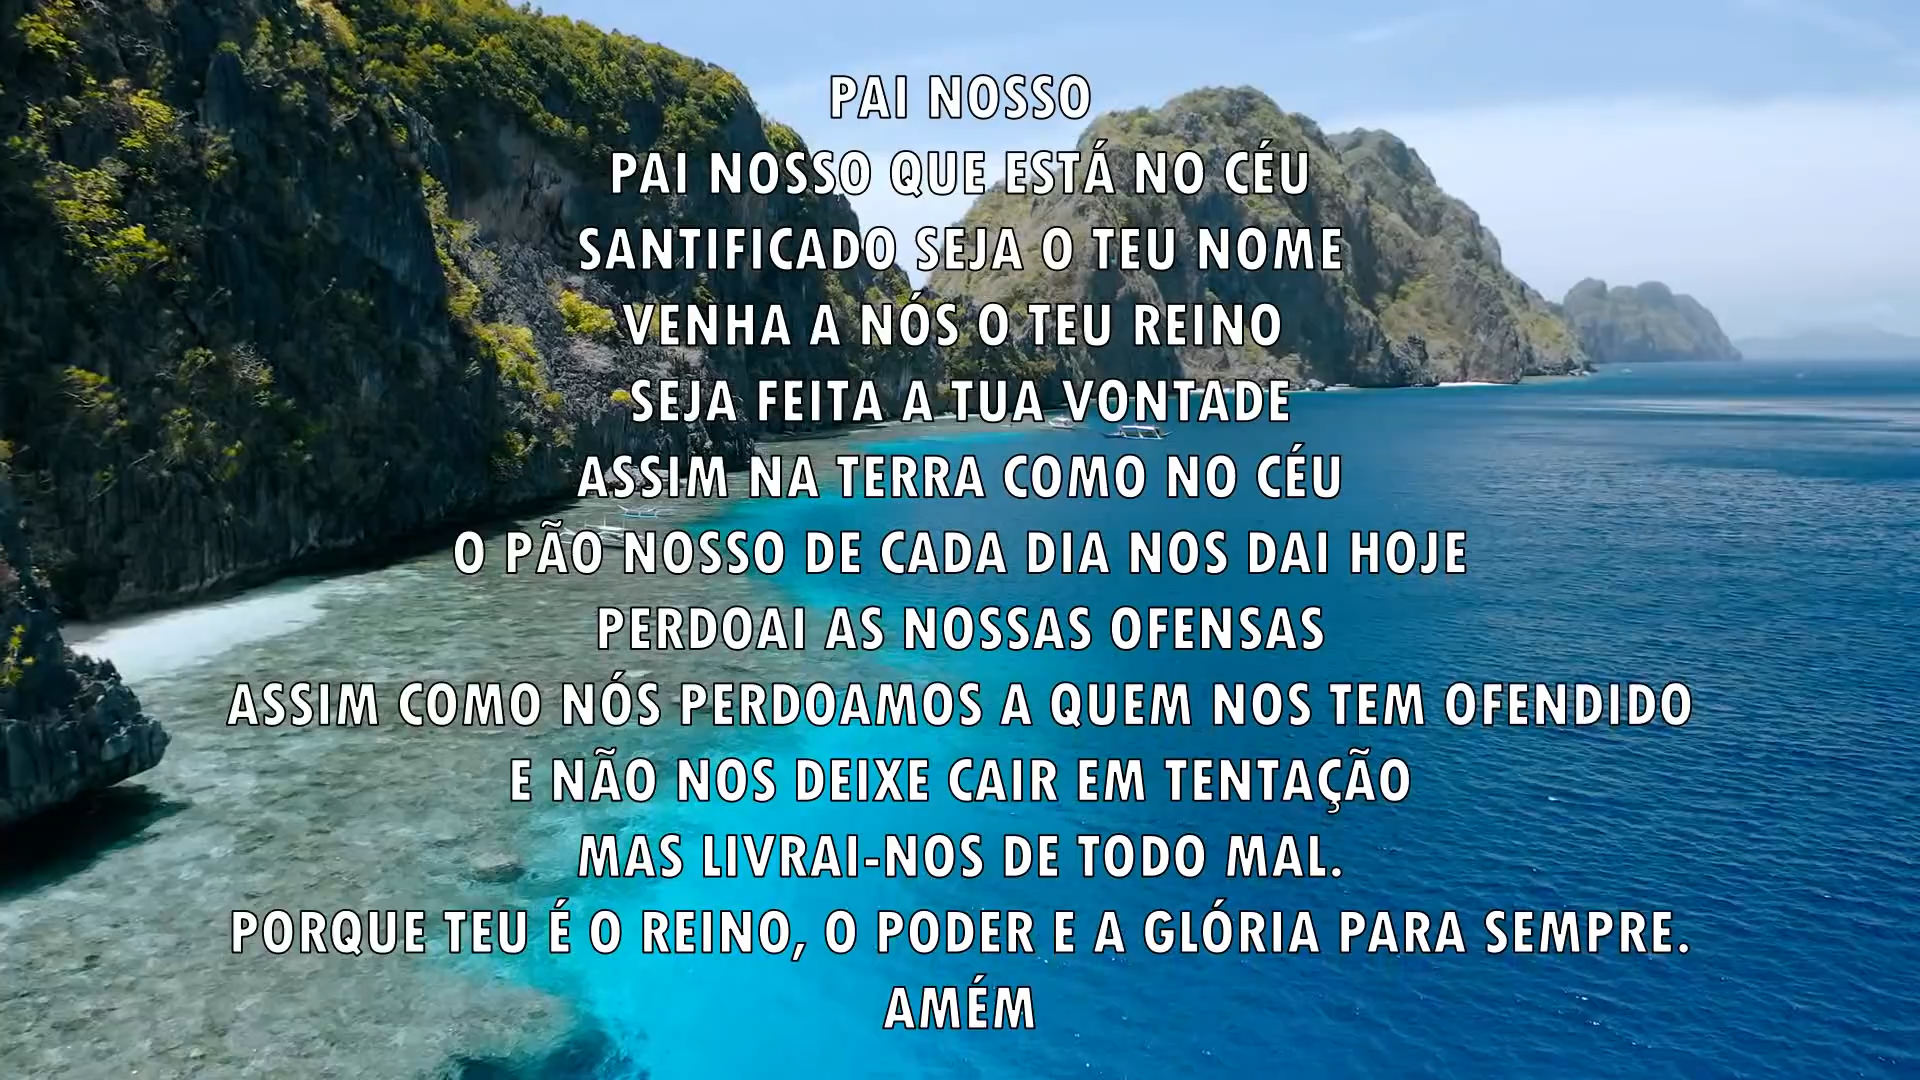 PAI NOSSO
PAI NOSSO QUE ESTÁ NO CÉU
SANTIFICADO SEJA O TEU NOME
VENHA A NÓS O TEU REINO
SEJA FEITA A TUA VONTADE
ASSIM NA TERRA COMO NO CÉU
O PÃO NOSSO DE CADA DIA NOS DAI HOJE
PERDOAI AS NOSSAS OFENSAS
ASSIM COMO NÓS PERDOAMOS A QUEM NOS TEM OFENDIDO
E NÃO NOS DEIXE CAIR EM TENTAÇÃO
MAS LIVRAI-NOS DE TODO MAL.
PORQUE TEU É O REINO, O PODER E A GLÓRIA PARA SEMPRE.
AMÉM